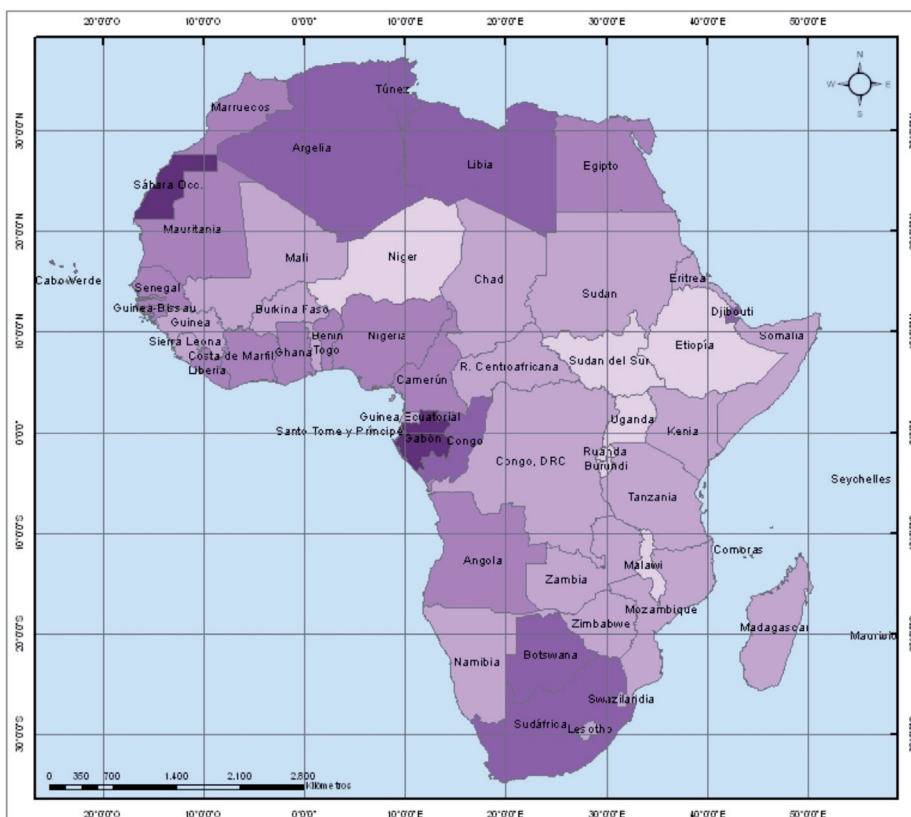 20°0'0"O 10°0'0"O 0°0'0" 10°0'0"E 20°0'0"E 30°0'0"E 40°0'0"E 50°0'0"E
N
W E
S
30°0'0"N
20°0'0"N
10°0'0"N
0°0'0"
10°0'0"S
20°0'0"S
30°0'0"S
Túnez
Marruecos
Argelia
Libia
Egipto
Sáhara Occ.
Mauritania
Mali
Niger
Chad
Sudan
Eritrea
Cabo Verde
Senegal
Guinea-Bissau
Guinea
Burkina Faso
Djibouti
Sierra Leona
Costa de Marfil
Liberia
Ghana
Benin
Togo
Nigeria
Camerún
R. Centroafricana
Sudan del Sur
Etiopía
Somalia
Guinea Ecuatorial
Santo Tome y Príncipe
Gabón
Congo
Congo, DRC
Uganda
Kenia
Ruanda
Burundi
Tanzania
Seychelles
Angola
Zambia
Malawi
Comoras
Mozambique
Zimbabwe
Madagascar
Mauricio
Namibia
Botswana
Swazilandia
Sudáfrica
Lesotho
0 350 700 1.400 2.100 2.800
Kilometros
20°0'0"O 10°0'0"O 0°0'0" 10°0'0"E 20°0'0"E 30°0'0"E 40°0'0"E 50°0'0"E